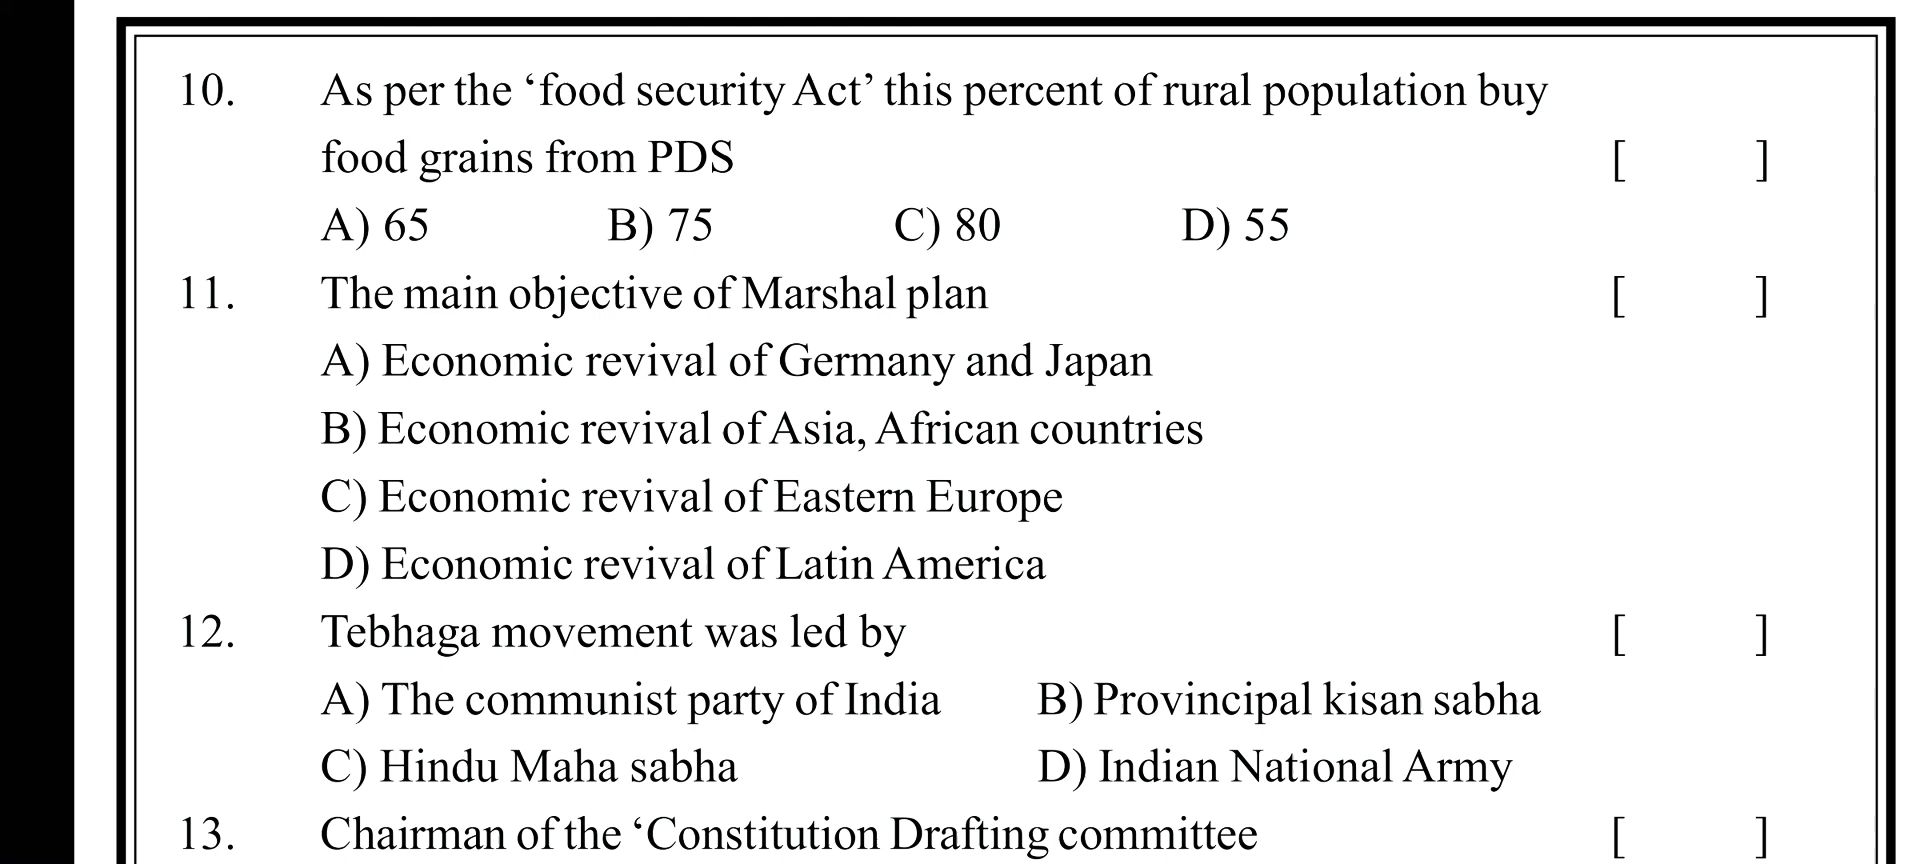 10. As per the ‘food security Act’ this percent of rural population buy
food grains from PDS [ ]
A) 65 B) 75 C) 80 D) 55
11. The main objective of Marshal plan [ ]
A) Economic revival of Germany and Japan
B) Economic revival of Asia, African countries
C) Economic revival of Eastern Europe
D) Economic revival of Latin America
12. Tebhaga movement was led by [ ]
A) The communist party of India B) Provincipal kisan sabha
C) Hindu Maha sabha D) Indian National Army
13. Chairman of the ‘Constitution Drafting committee [ ]